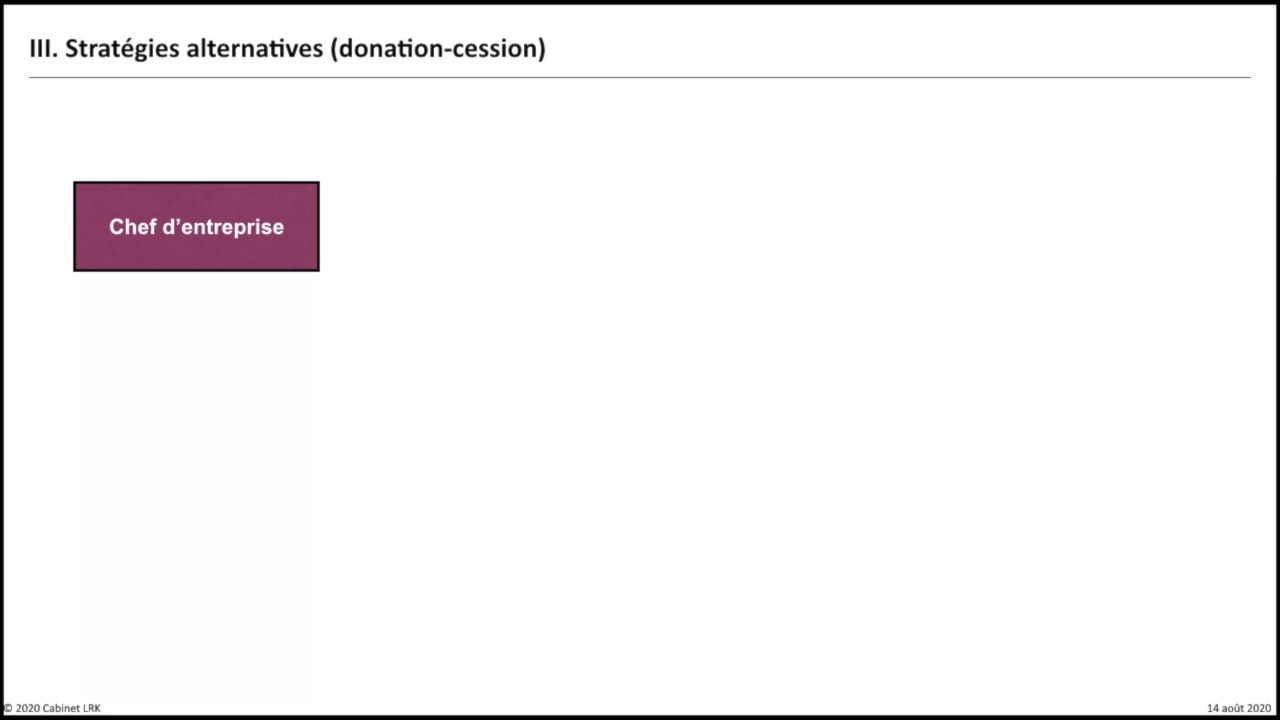 III. Stratégies alternatives (donation-cession)
Chef d’entreprise
© 2020 Cabinet LRK
14 août 2020